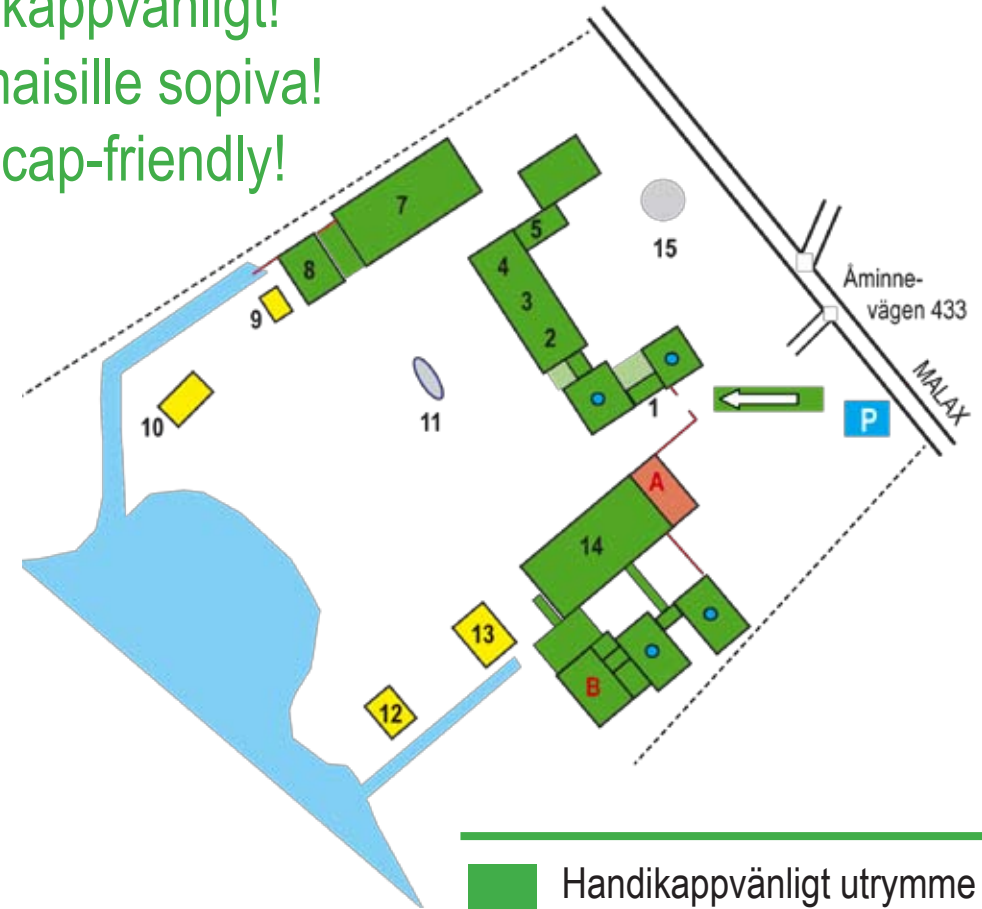 kappvänligt!
naisille sopiva!
cap-friendly!
7
8
9
10
5
4
3
2
1
15
11
Åminne-
vägen 433
MALAX
P
A
14
13
12
B
Handikappvänligt utrymme